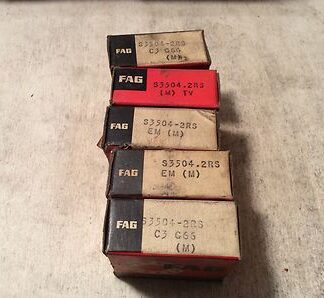 FAG
S3504-2RS
C3 G66
(M)
FAG
S3504.2RS
(M) TV
FAG
S3504-2RS
EM (M)
FAG
S3504.2RS
EM (M)
FAG
S3504-2RS
C3 G66
(M)